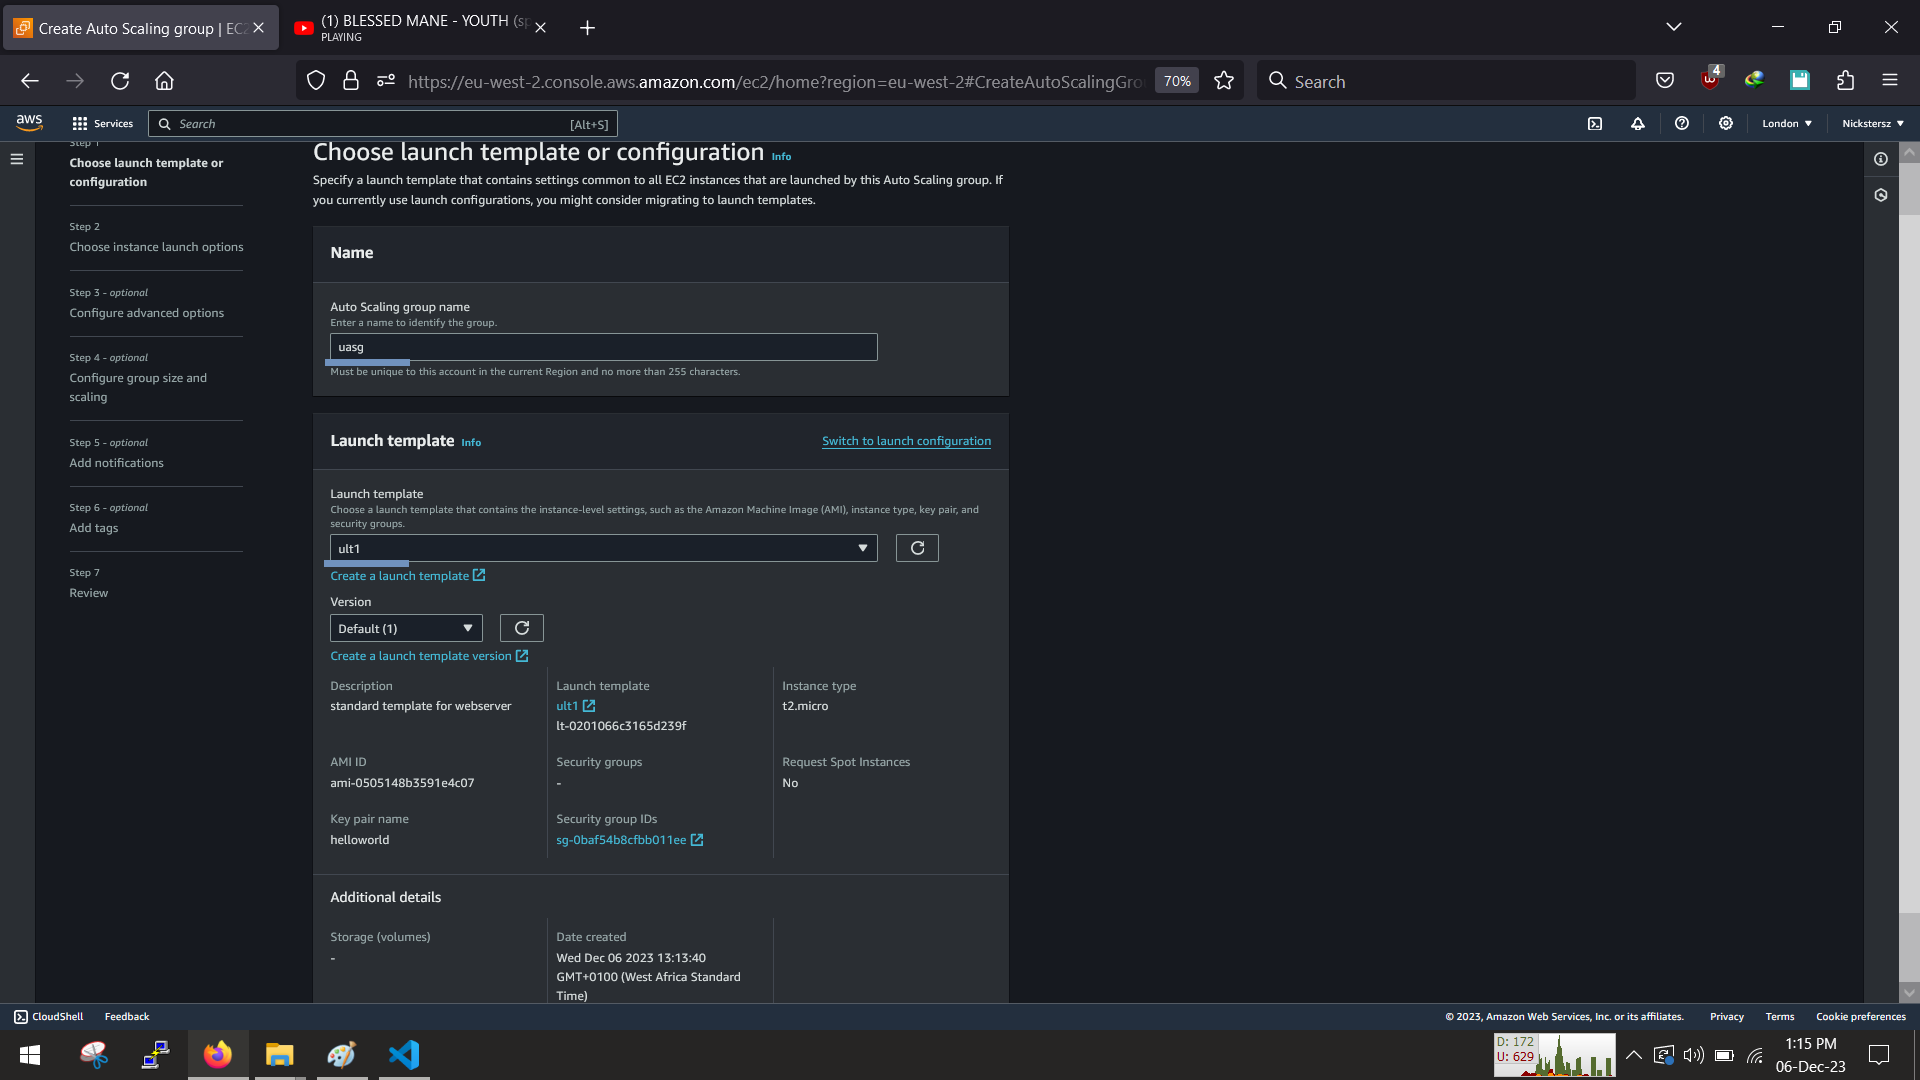 Create Auto Scaling group | EC2
(1) BLESSED MANE - YOUTH (sp
PLAYING
https://eu-west-2.console.aws.amazon.com/ec2/home?region=eu-west-2#CreateAutoScalingGro
70%
Search
4
aws
Services
Search
[Alt+S]
London
Nickstersz
Step 1
Choose launch template or
configuration
Step 2
Choose instance launch options
Step 3 - optional
Configure advanced options
Step 4 - optional
Configure group size and
scaling
Step 5 - optional
Add notifications
Step 6 - optional
Add tags
Step 7
Review
Choose launch template or configuration Info
Specify a launch template that contains settings common to all EC2 instances that are launched by this Auto Scaling group. If
you currently use launch configurations, you might consider migrating to launch templates.
Name
Auto Scaling group name
Enter a name to identify the group.
uasg
Must be unique to this account in the current Region and no more than 255 characters.
Launch template Info
Switch to launch configuration
Launch template
Choose a launch template that contains the instance-level settings, such as the Amazon Machine Image (AMI), instance type, key pair, and
security groups.
ult1
Create a launch template
Version
Default (1)
Create a launch template version
Description
standard template for webserver
Launch template
ult1
lt-0201066c3165d239f
Instance type
t2.micro
AMI ID
ami-0505148b3591e4c07
Security groups
-
Request Spot Instances
No
Key pair name
helloworld
Security group IDs
sg-0baf54b8cfbb011ee
Additional details
Storage (volumes)
-
Date created
Wed Dec 06 2023 13:13:40
GMT+0100 (West Africa Standard
Time)
CloudShell
Feedback
© 2023, Amazon Web Services, Inc. or its affiliates.
Privacy
Terms
Cookie preferences
D: 172
U: 629
1:15 PM
06-Dec-23